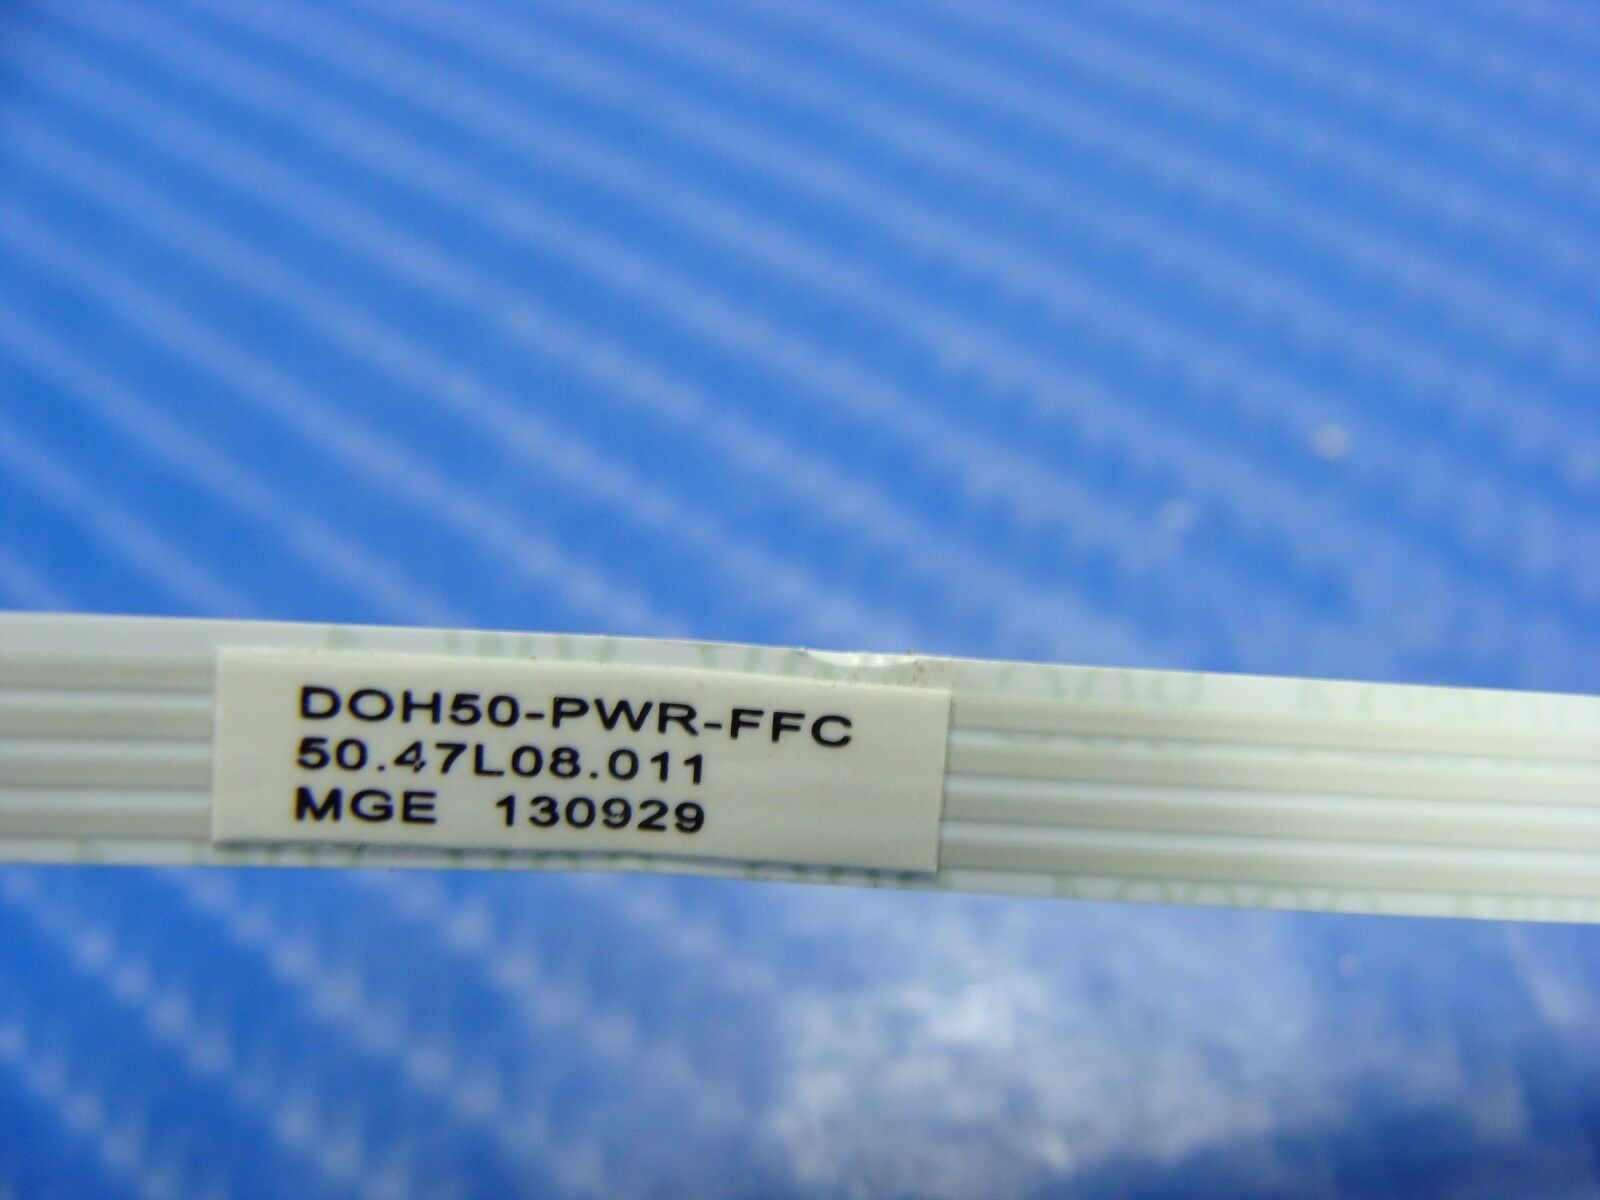 DOH50-PWR-FFC
50.47L08.011
MGE 130929